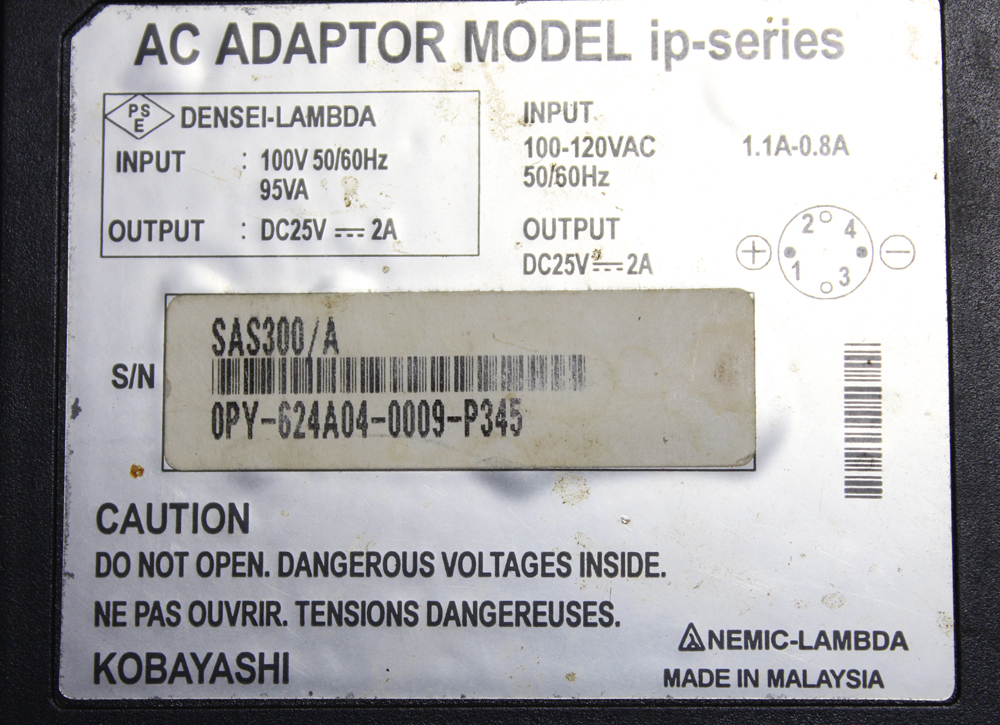 AC ADAPTOR MODEL ip-series
PS
E
DENSEI-LAMBDA
INPUT : 100V 50/60Hz
95VA
OUTPUT : DC25V ⎓ 2A
INPUT
100-120VAC 1.1A-0.8A
50/60Hz
OUTPUT
DC25V ⎓ 2A
+ 1 2 3 4 −
S/N
SAS300/A
0PY-624A04-0009-P345
CAUTION
DO NOT OPEN. DANGEROUS VOLTAGES INSIDE.
NE PAS OUVRIR. TENSIONS DANGEREUSES.
KOBAYASHI
NEMIC-LAMBDA
MADE IN MALAYSIA